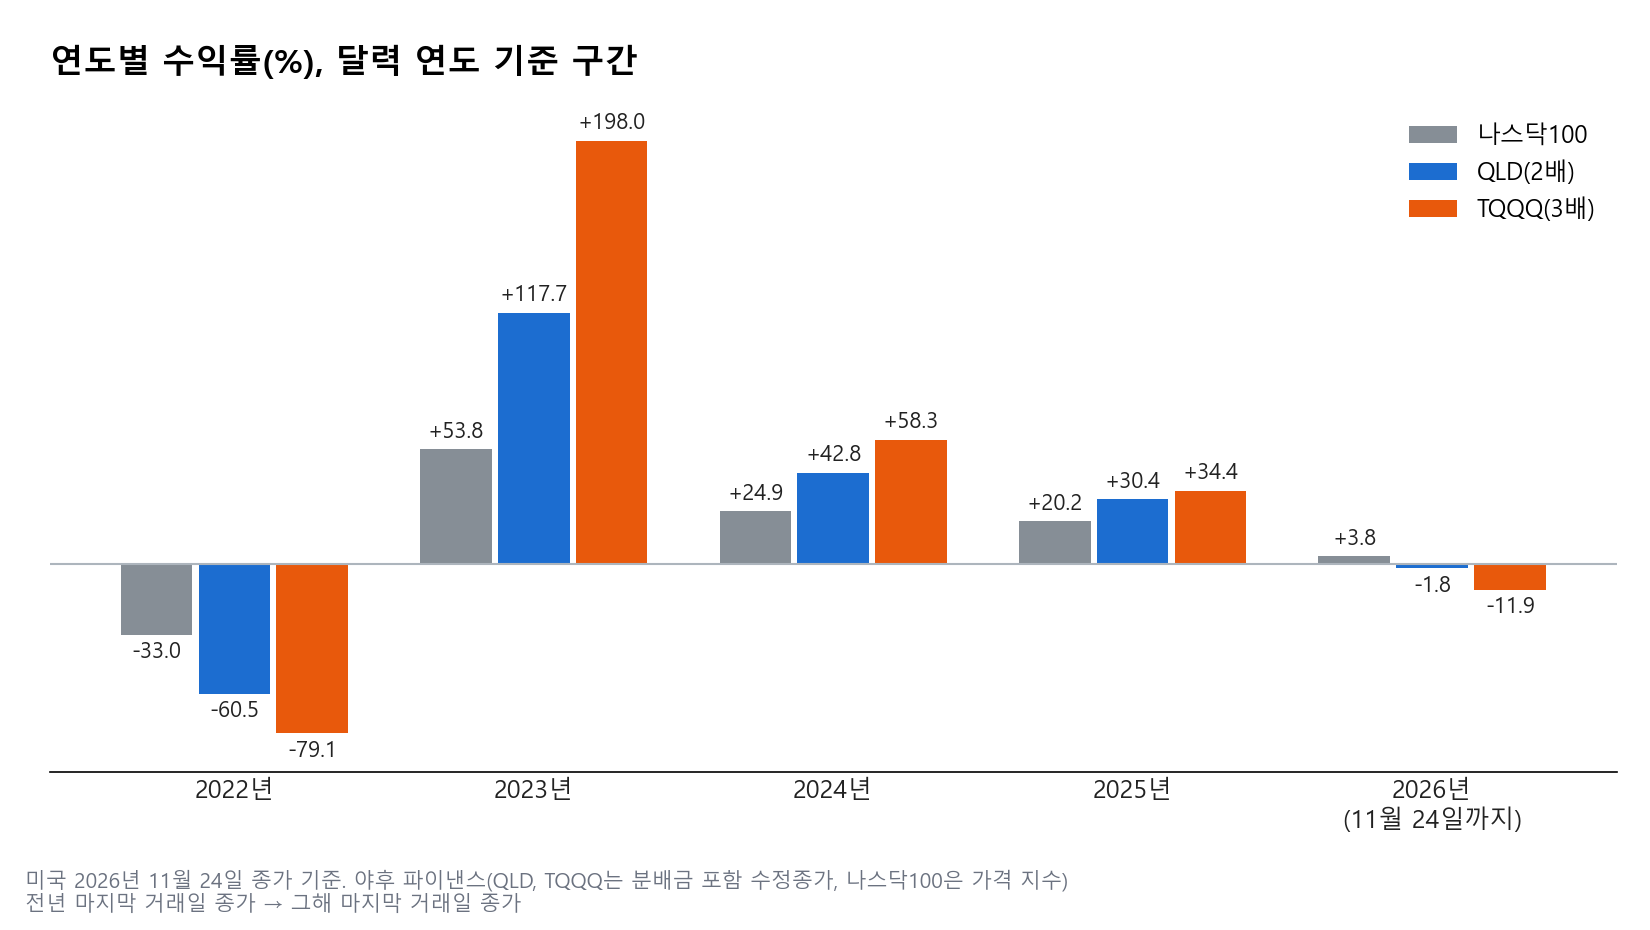 연도별 수익률(%), 달력 연도 기준 구간
나스닥100
QLD(2배)
TQQQ(3배)
-33.0
-60.5
-79.1
+53.8
+117.7
+198.0
+24.9
+42.8
+58.3
+20.2
+30.4
+34.4
+3.8
-1.8
-11.9
2022년
2023년
2024년
2025년
2026년
(11월 24일까지)
미국 2026년 11월 24일 종가 기준. 야후 파이낸스(QLD, TQQQ는 분배금 포함 수정종가, 나스닥100은 가격 지수)
전년 마지막 거래일 종가 → 그해 마지막 거래일 종가